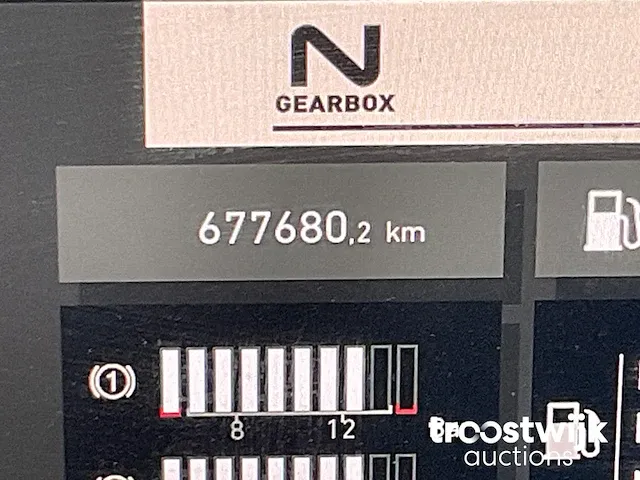 N
GEARBOX
677680,2 km
1
8 12
troostwijk
auctions